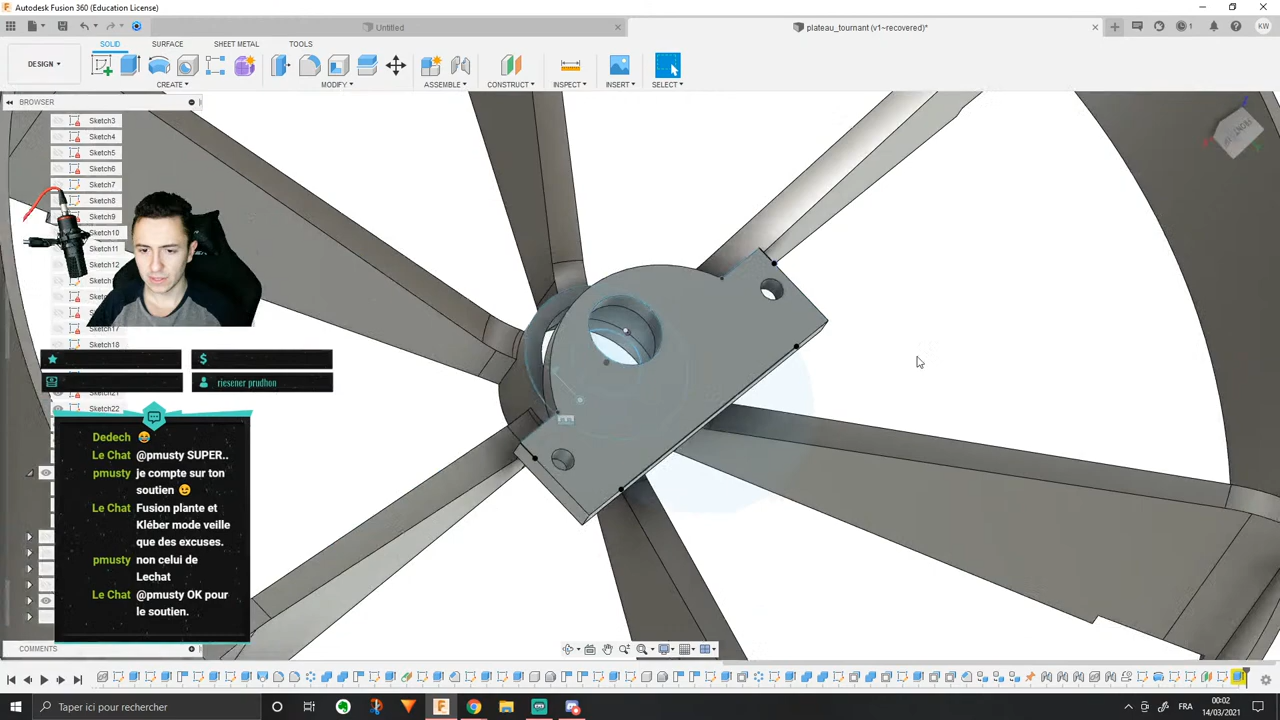 Autodesk Fusion 360 (Education License)
Untitled
plateau_tournant (v1~recovered)*
1
KW
SOLID
SURFACE
SHEET METAL
TOOLS
DESIGN
CREATE
MODIFY
ASSEMBLE
CONSTRUCT
INSPECT
INSERT
SELECT
BROWSER
Sketch3
Sketch4
Sketch5
Sketch6
Sketch7
Sketch8
Sketch9
Sketch10
Sketch11
Sketch12
Sketch17
Sketch18
riesener prudhon
Sketch22
Dedech
Le Chat @pmusty SUPER..
pmusty je compte sur ton
soutien
Le Chat Fusion plante et
Kléber mode veille
que des excuses.
pmusty non celui de
Lechat
Le Chat @pmusty OK pour
le soutien.
COMMENTS
Taper ici pour rechercher
FRA
00:02
14/03/2021